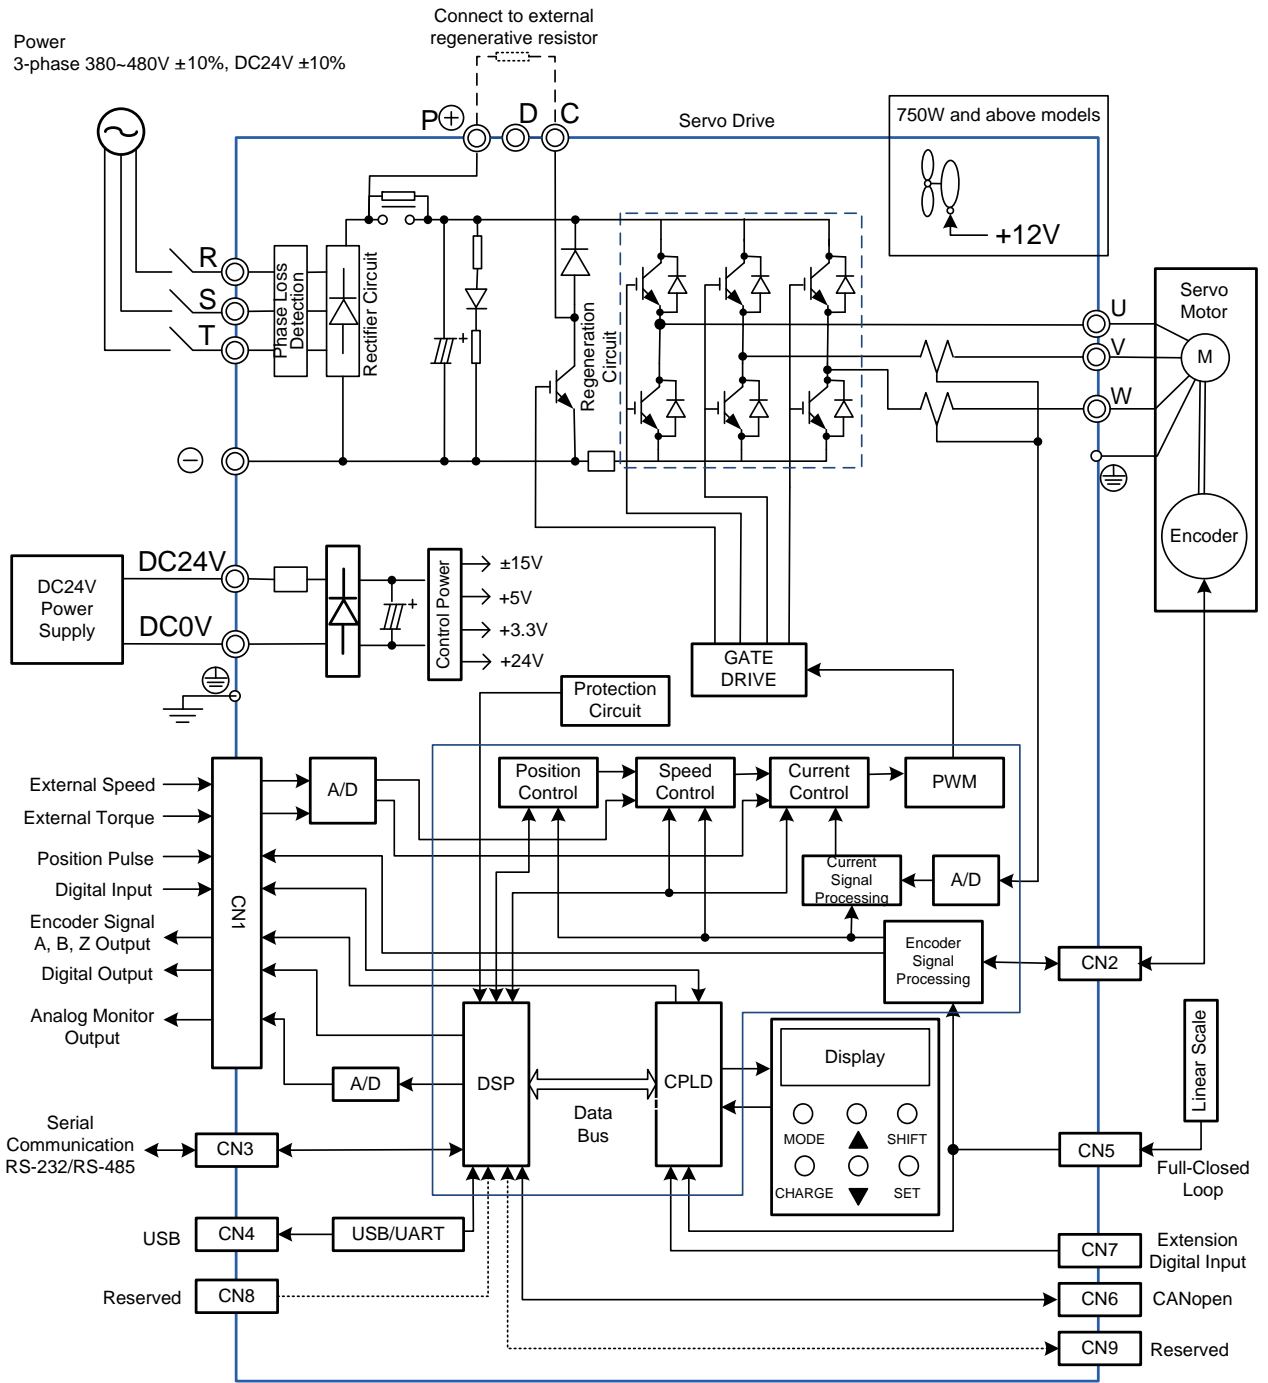 Connect to external
regenerative resistor
Power
3-phase 380~480V ±10%, DC24V ±10%
P⊕
D
C
Servo Drive
750W and above models
+12V
R
S
T
Phase Loss
Detection
Rectifier Circuit
+
Regeneration
Circuit
U
V
W
Servo
Motor
M
Encoder
DC24V
Power
Supply
DC24V
DC0V
+
Control Power
±15V
+5V
+3.3V
+24V
GATE
DRIVE
Protection
Circuit
External Speed
External Torque
Position Pulse
Digital Input
Encoder Signal
A, B, Z Output
Digital Output
Analog Monitor
Output
CN1
A/D
Position
Control
Speed
Control
Current
Control
PWM
Current
Signal
Processing
A/D
Encoder
Signal
Processing
CN2
A/D
DSP
Data
Bus
CPLD
Display
MODE
▲
SHIFT
CHARGE
▼
SET
Linear Scale
Serial
Communication
RS-232/RS-485
CN3
CN5
Full-Closed
Loop
USB
CN4
USB/UART
CN7
Extension
Digital Input
Reserved
CN8
CN6
CANopen
CN9
Reserved